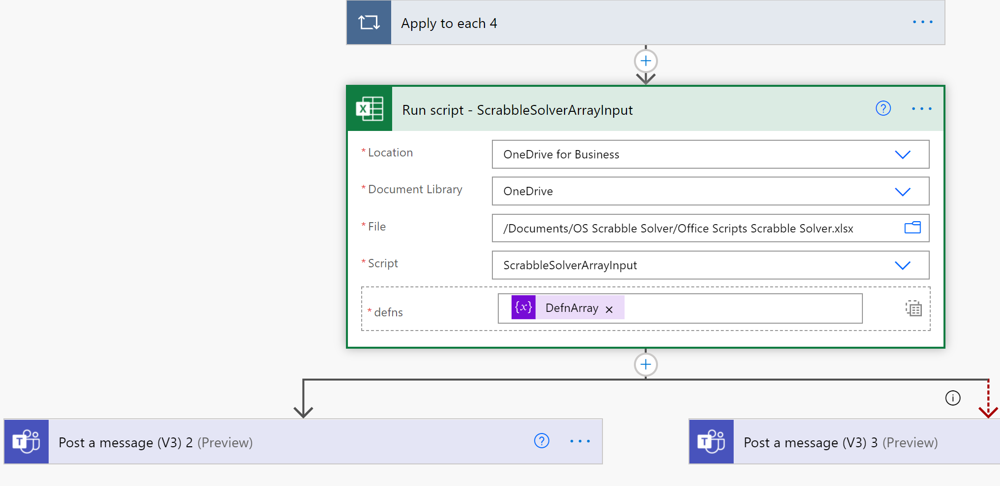 Apply to each 4
Run script - ScrabbleSolverArrayInput
* Location
OneDrive for Business
* Document Library
OneDrive
* File
/Documents/OS Scrabble Solver/Office Scripts Scrabble Solver.xlsx
* Script
ScrabbleSolverArrayInput
* defns
{x} DefnArray ×
Post a message (V3) 2 (Preview)
Post a message (V3) 3 (Preview)